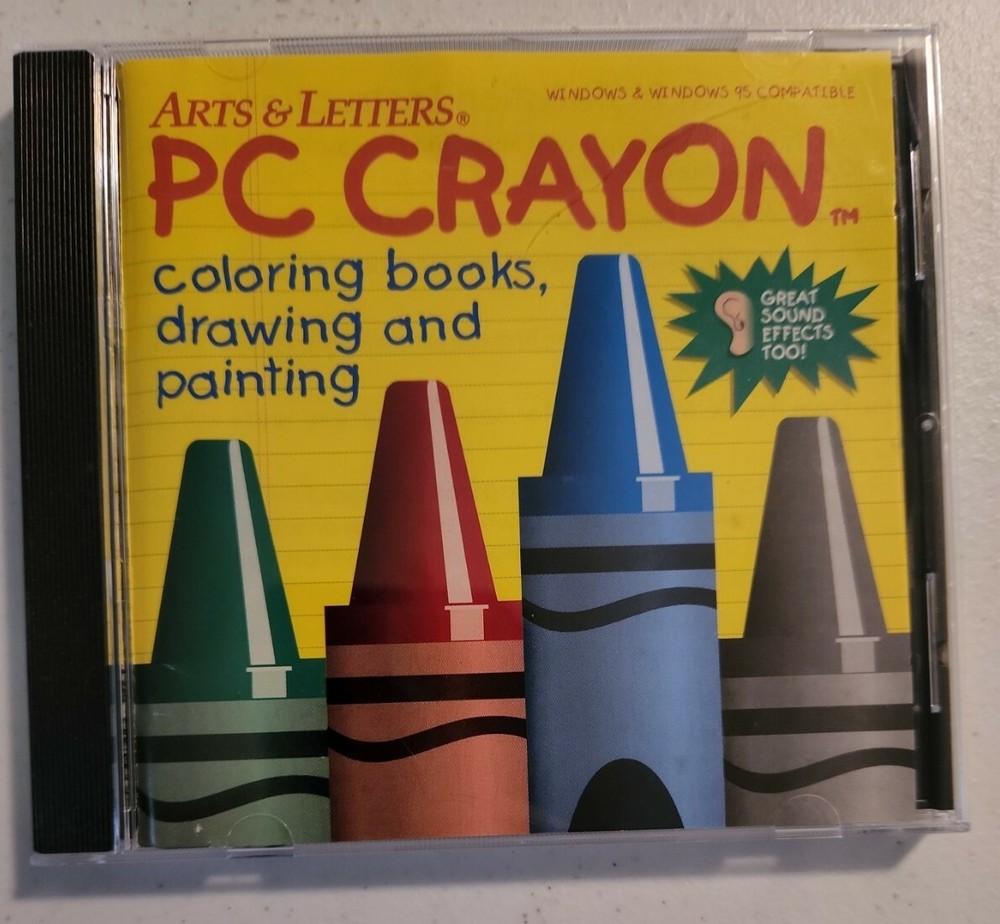 ARTS & LETTERS®
WINDOWS & WINDOWS 95 COMPATIBLE
PC CRAYON™
coloring books,
drawing and
painting
GREAT
SOUND
EFFECTS
TOO!